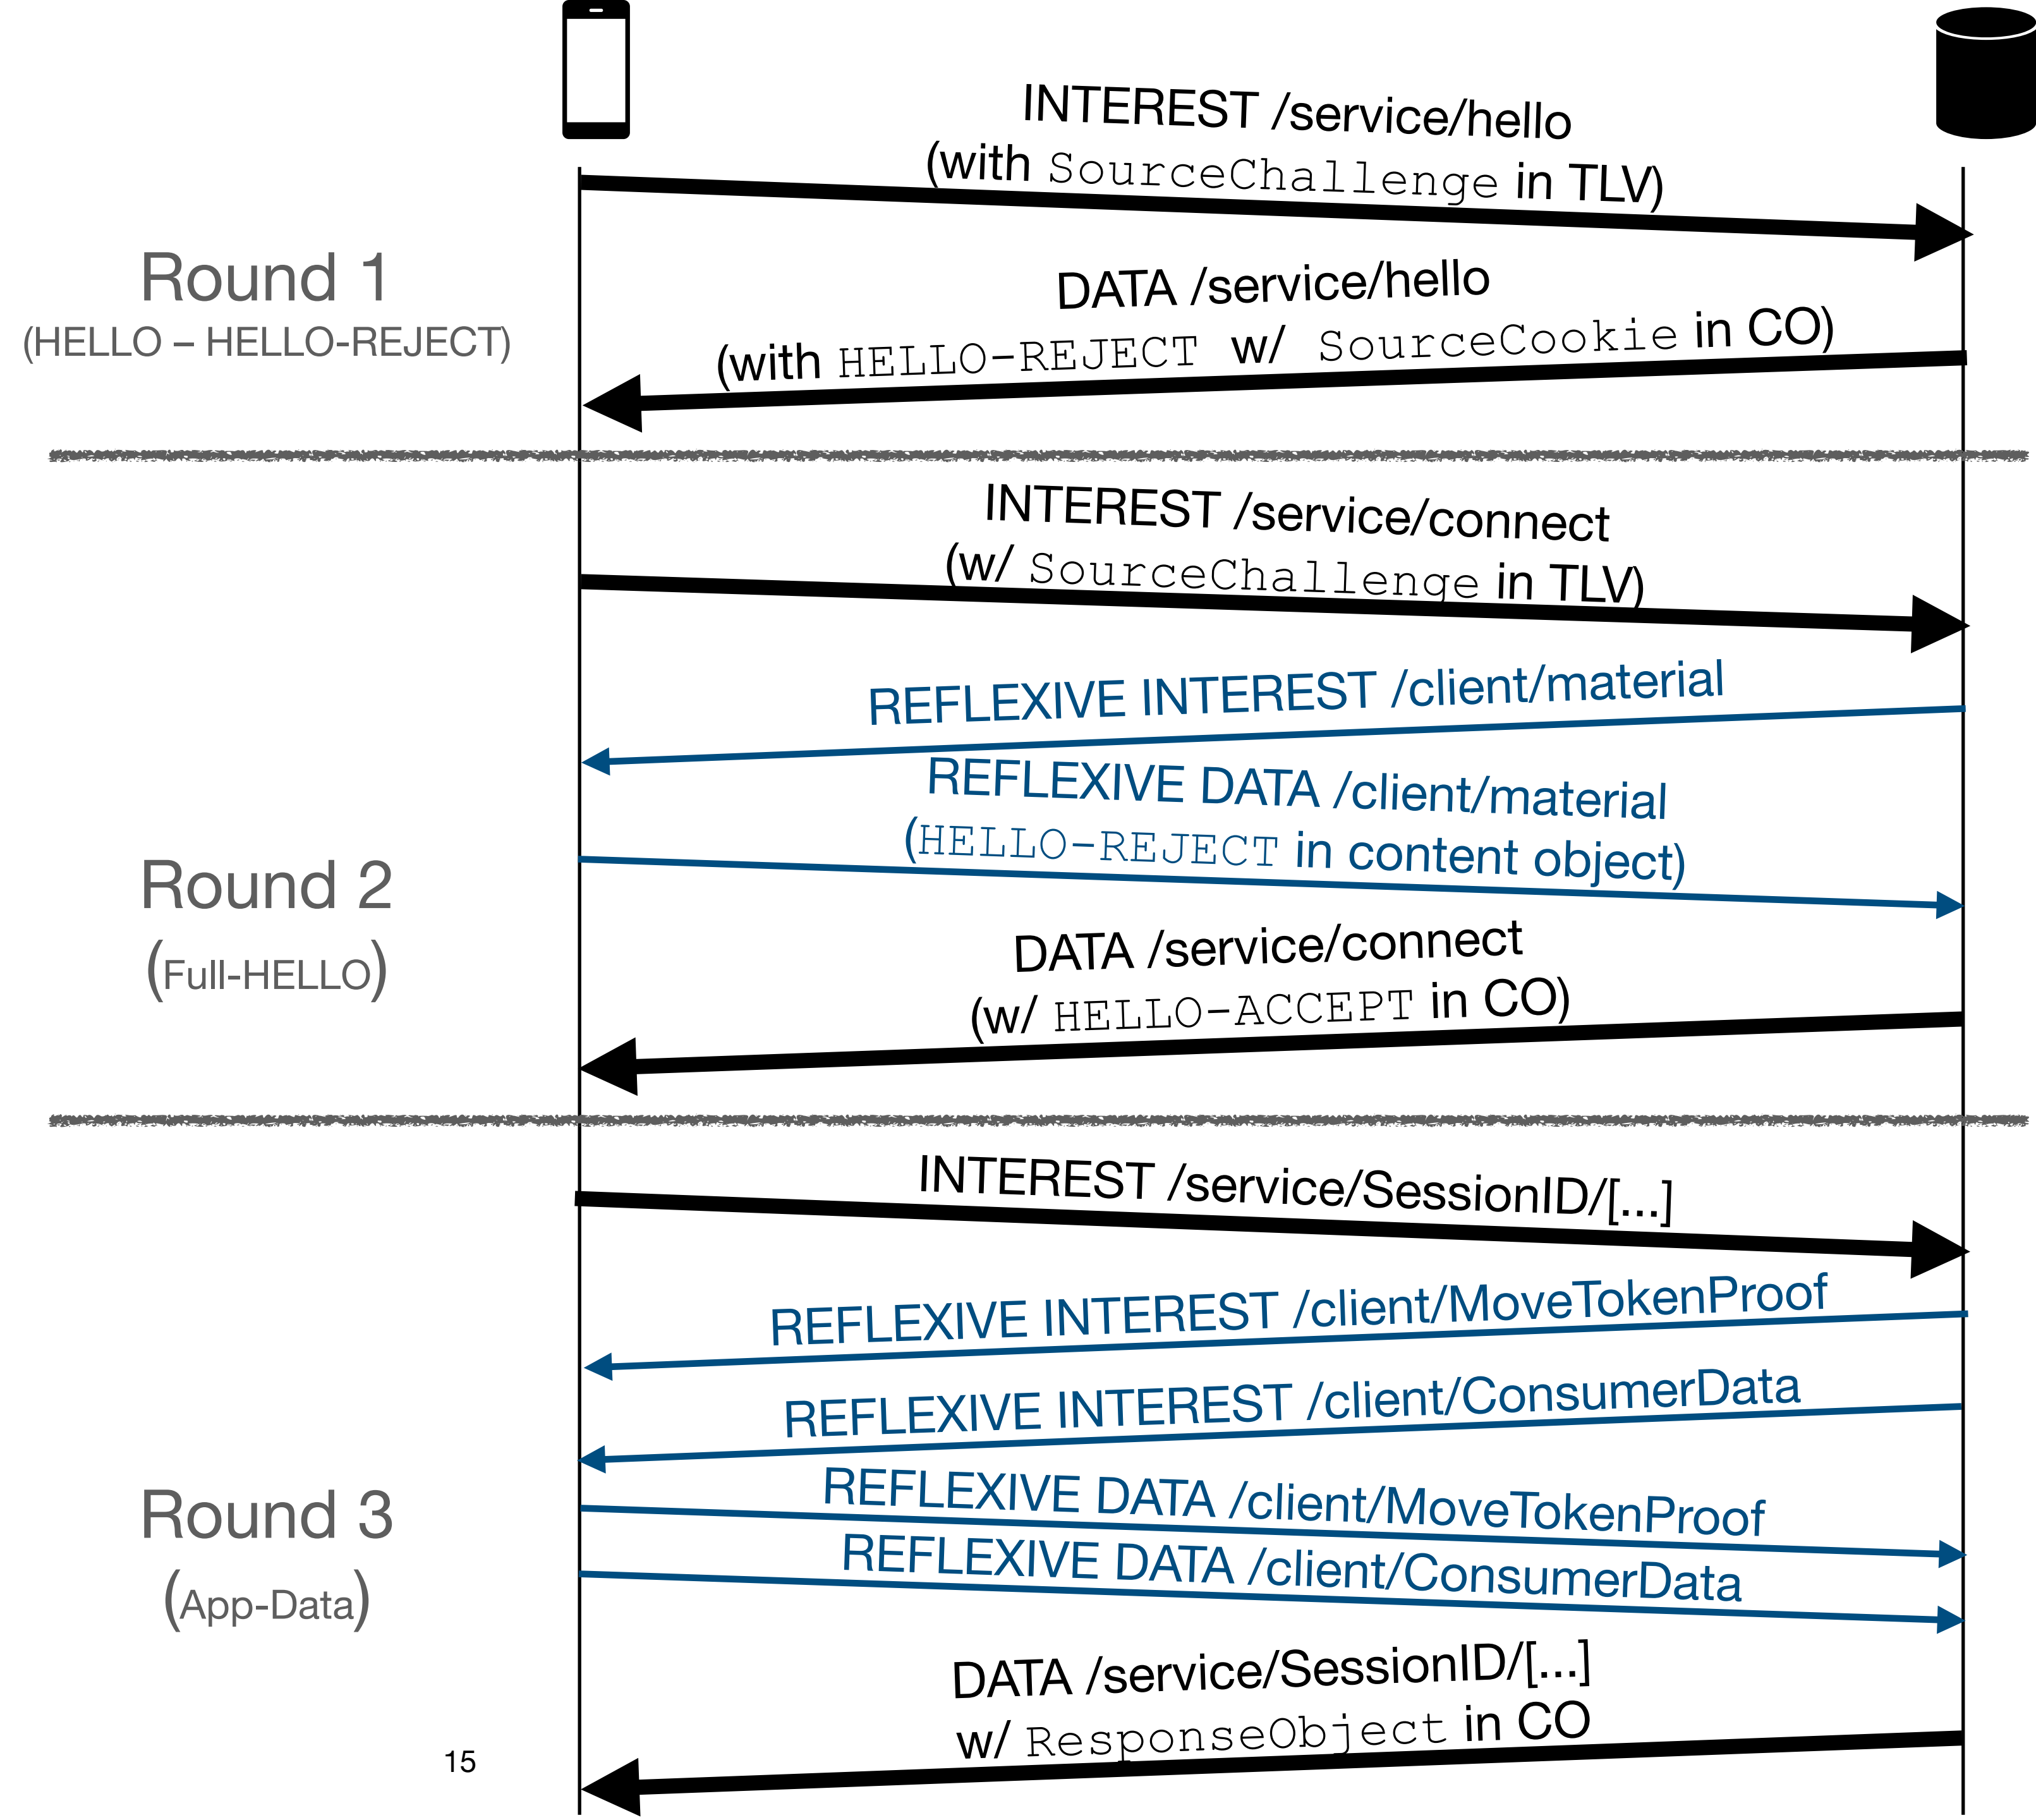 INTEREST /service/hello
(with SourceChallenge in TLV)
Round 1
(HELLO – HELLO-REJECT)
DATA /service/hello
(with HELLO-REJECT w/ SourceCookie in CO)
INTEREST /service/connect
(w/ SourceChallenge in TLV)
REFLEXIVE INTEREST /client/material
REFLEXIVE DATA /client/material
(HELLO-REJECT in content object)
Round 2
(Full-HELLO)
DATA /service/connect
(w/ HELLO-ACCEPT in CO)
INTEREST /service/SessionID/[...]
REFLEXIVE INTEREST /client/MoveTokenProof
REFLEXIVE INTEREST /client/ConsumerData
REFLEXIVE DATA /client/MoveTokenProof
REFLEXIVE DATA /client/ConsumerData
Round 3
(App-Data)
DATA /service/SessionID/[...]
w/ ResponseObject in CO
15